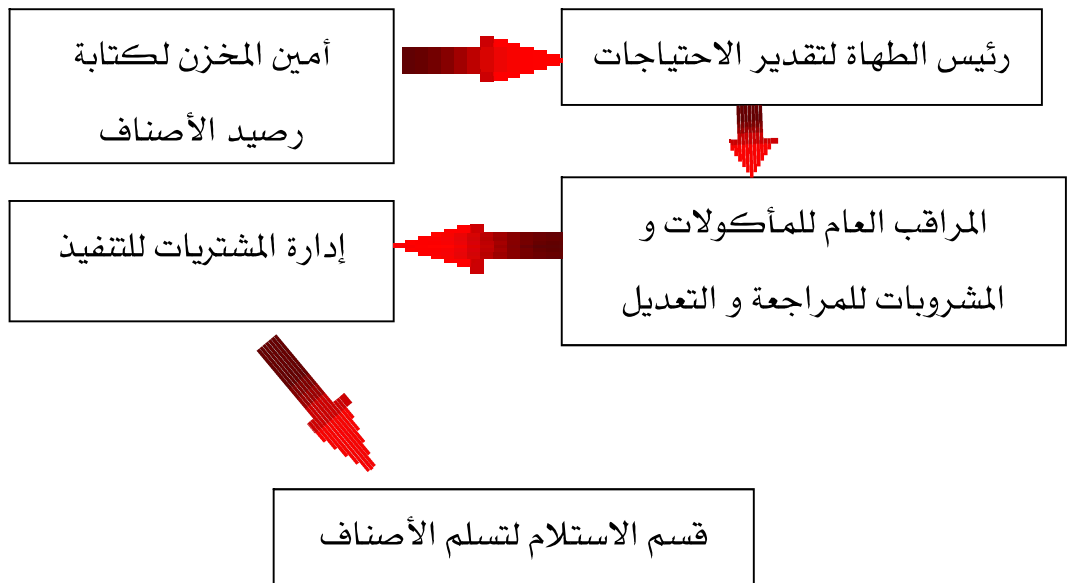 أمين المخزن لكتابة
رصيد الأصناف
رئيس الطهاة لتقدير الاحتياجات
المراقب العام للمأكولات و
المشروبات للمراجعة و التعديل
إدارة المشتريات للتنفيذ
قسم الاستلام لتسلم الأصناف